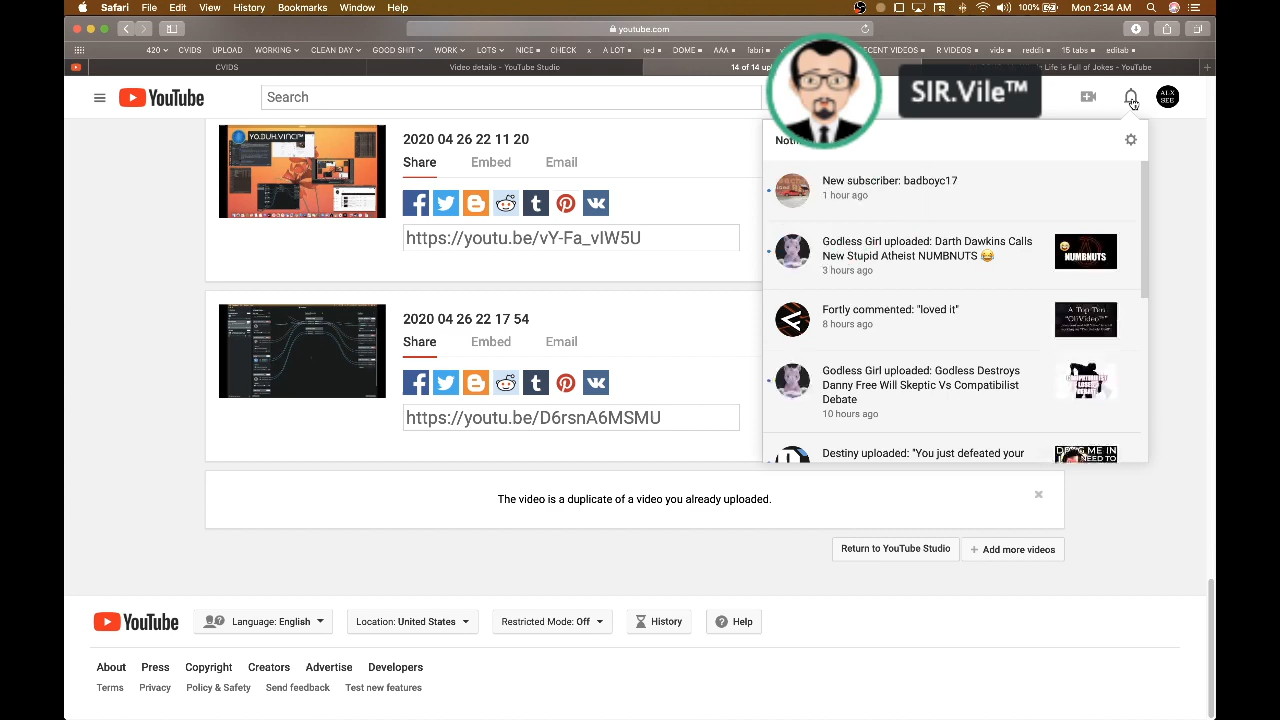 Safari File Edit View History Bookmarks Window Help
100% Mon 2:34 AM
youtube.com
420 CVIDS UPLOAD WORKING CLEAN DAY GOOD SHIT WORK LOTS NICE CHECK x A LOT ted DOME AAA fabri RECENT VIDEOS R VIDEOS vids reddit 15 tabs editab
CVIDS
Video details - YouTube Studio
14 of 14
Life is Full of Jokes - YouTube
SIR.Vile™
YouTube
Search
ALX
SEE
YO.DUH.VINCI™
2020 04 26 22 11 20
Share Embed Email
https://youtu.be/vY-Fa_vIW5U
2020 04 26 22 17 54
Share Embed Email
https://youtu.be/D6rsnA6MSMU
New subscriber: badboyc17
1 hour ago
Godless Girl uploaded: Darth Dawkins Calls
New Stupid Atheist NUMBNUTS 😂
3 hours ago
NUMBNUTS
Fortly commented: "loved it"
8 hours ago
A Top Ten
Godless Girl uploaded: Godless Destroys
Danny Free Will Skeptic Vs Compatibilist
Debate
10 hours ago
Destiny uploaded: "You just defeated your
The video is a duplicate of a video you already uploaded.
Return to YouTube Studio
+ Add more videos
YouTube
Language: English
Location: United States
Restricted Mode: Off
History
Help
About Press Copyright Creators Advertise Developers
Terms Privacy Policy & Safety Send feedback Test new features